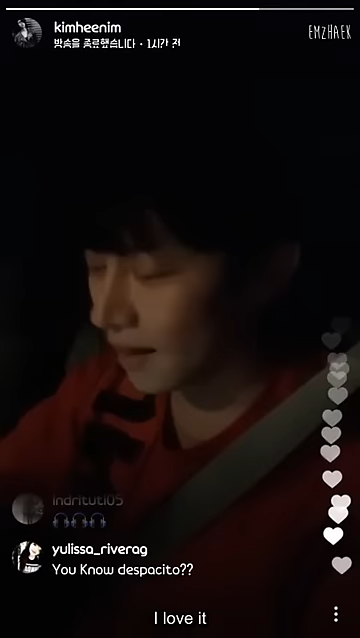 kimheenim
방송을 종료했습니다 • 1시간 전
EMZHAEK
indrituti05
🎧🎧🎧
yulissa_riverag
You Know despacito??
I love it